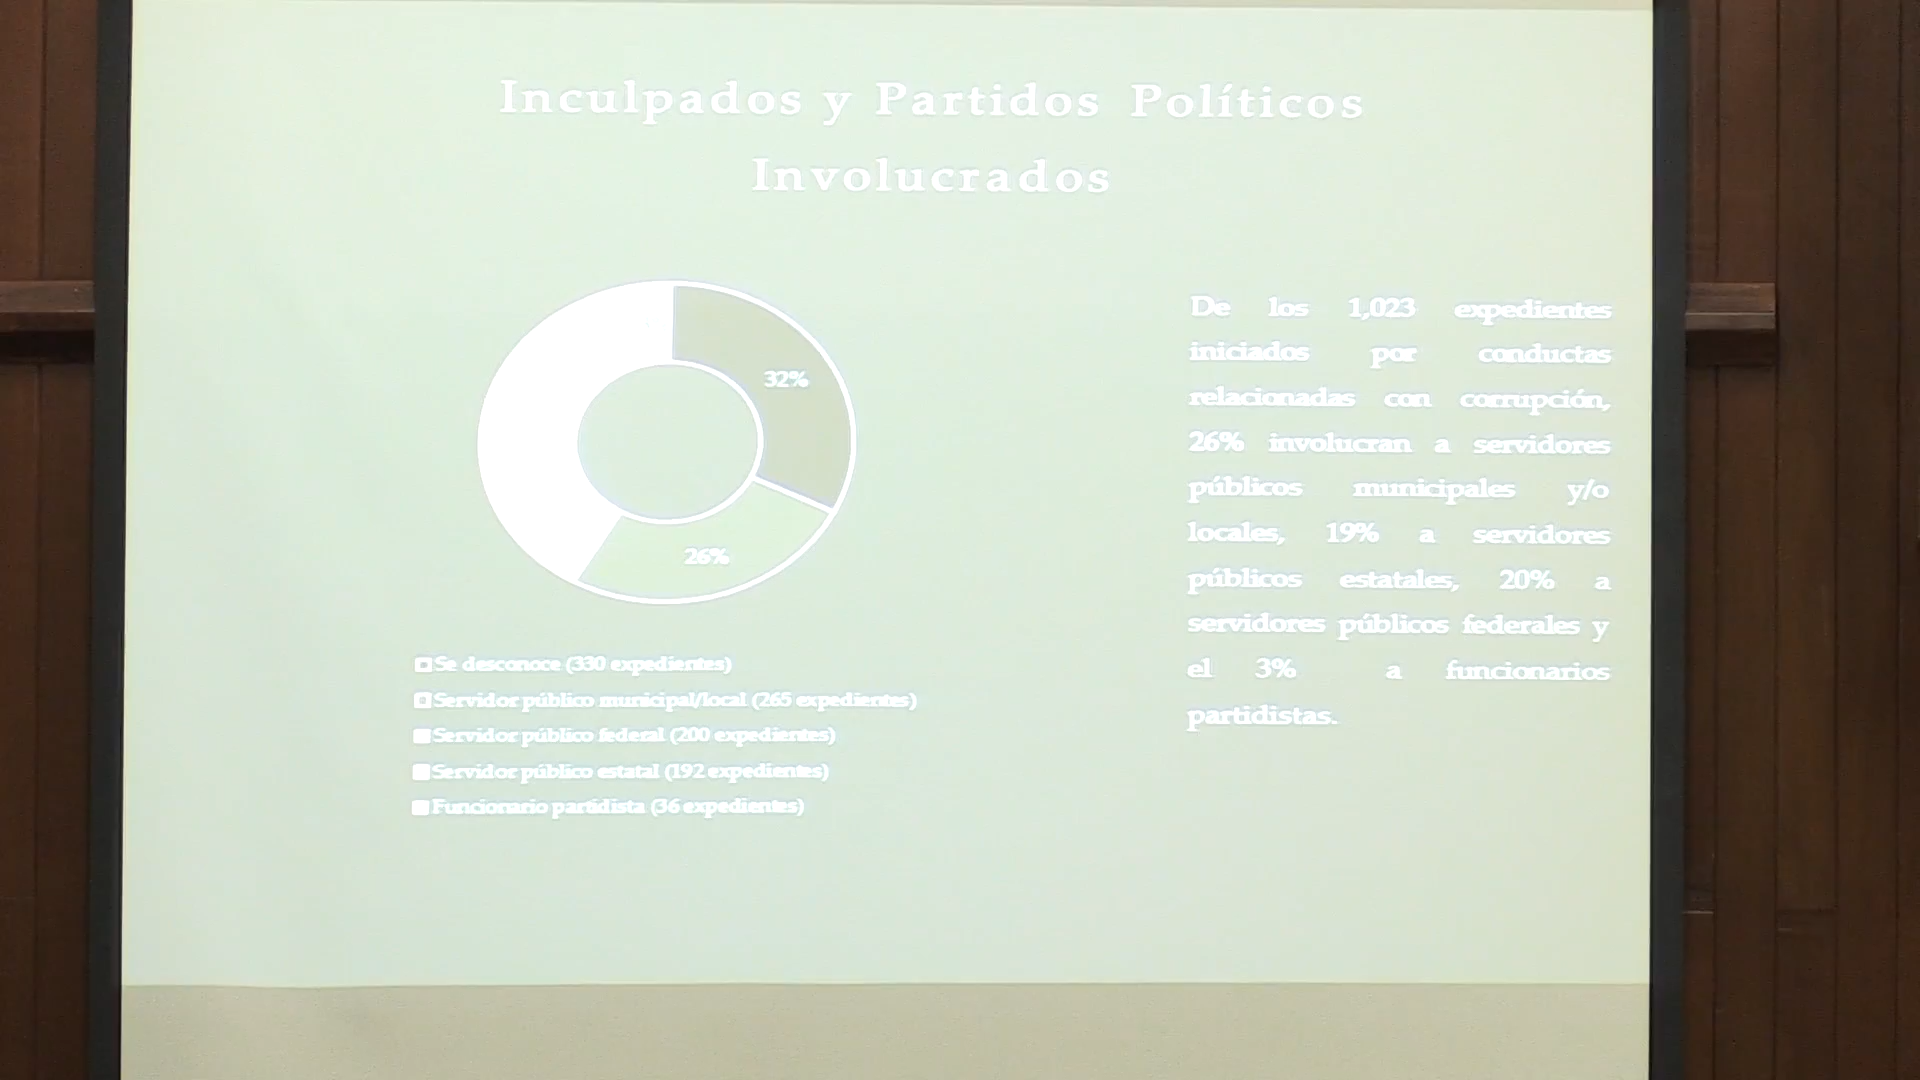 Inculpados y Partidos Políticos
Involucrados
32%
26%
Se desconoce (330 expedientes)
Servidor público municipal/local (265 expedientes)
Servidor público federal (200 expedientes)
Servidor público estatal (192 expedientes)
Funcionario partidista (36 expedientes)
De los 1,023 expedientes
iniciados por conductas
relacionadas con corrupción,
26% involucran a servidores
públicos municipales y/o
locales, 19% a servidores
públicos estatales, 20% a
servidores públicos federales y
el 3% a funcionarios
partidistas.